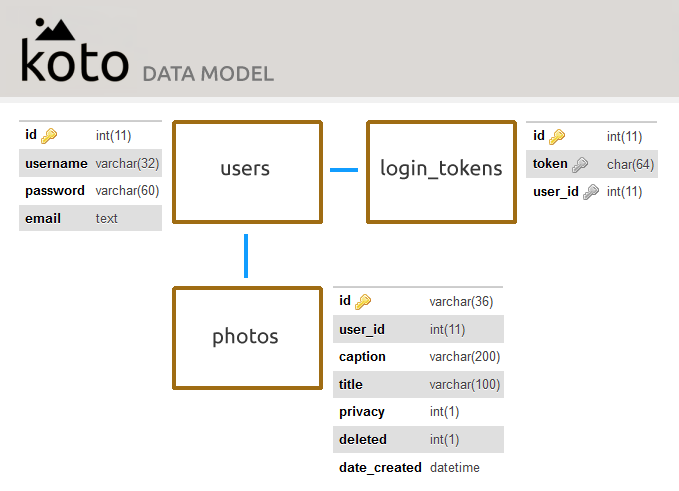 koto DATA MODEL
id int(11)
username varchar(32)
password varchar(60)
email text
users
login_tokens
id int(11)
token char(64)
user_id int(11)
photos
id varchar(36)
user_id int(11)
caption varchar(200)
title varchar(100)
privacy int(1)
deleted int(1)
date_created datetime